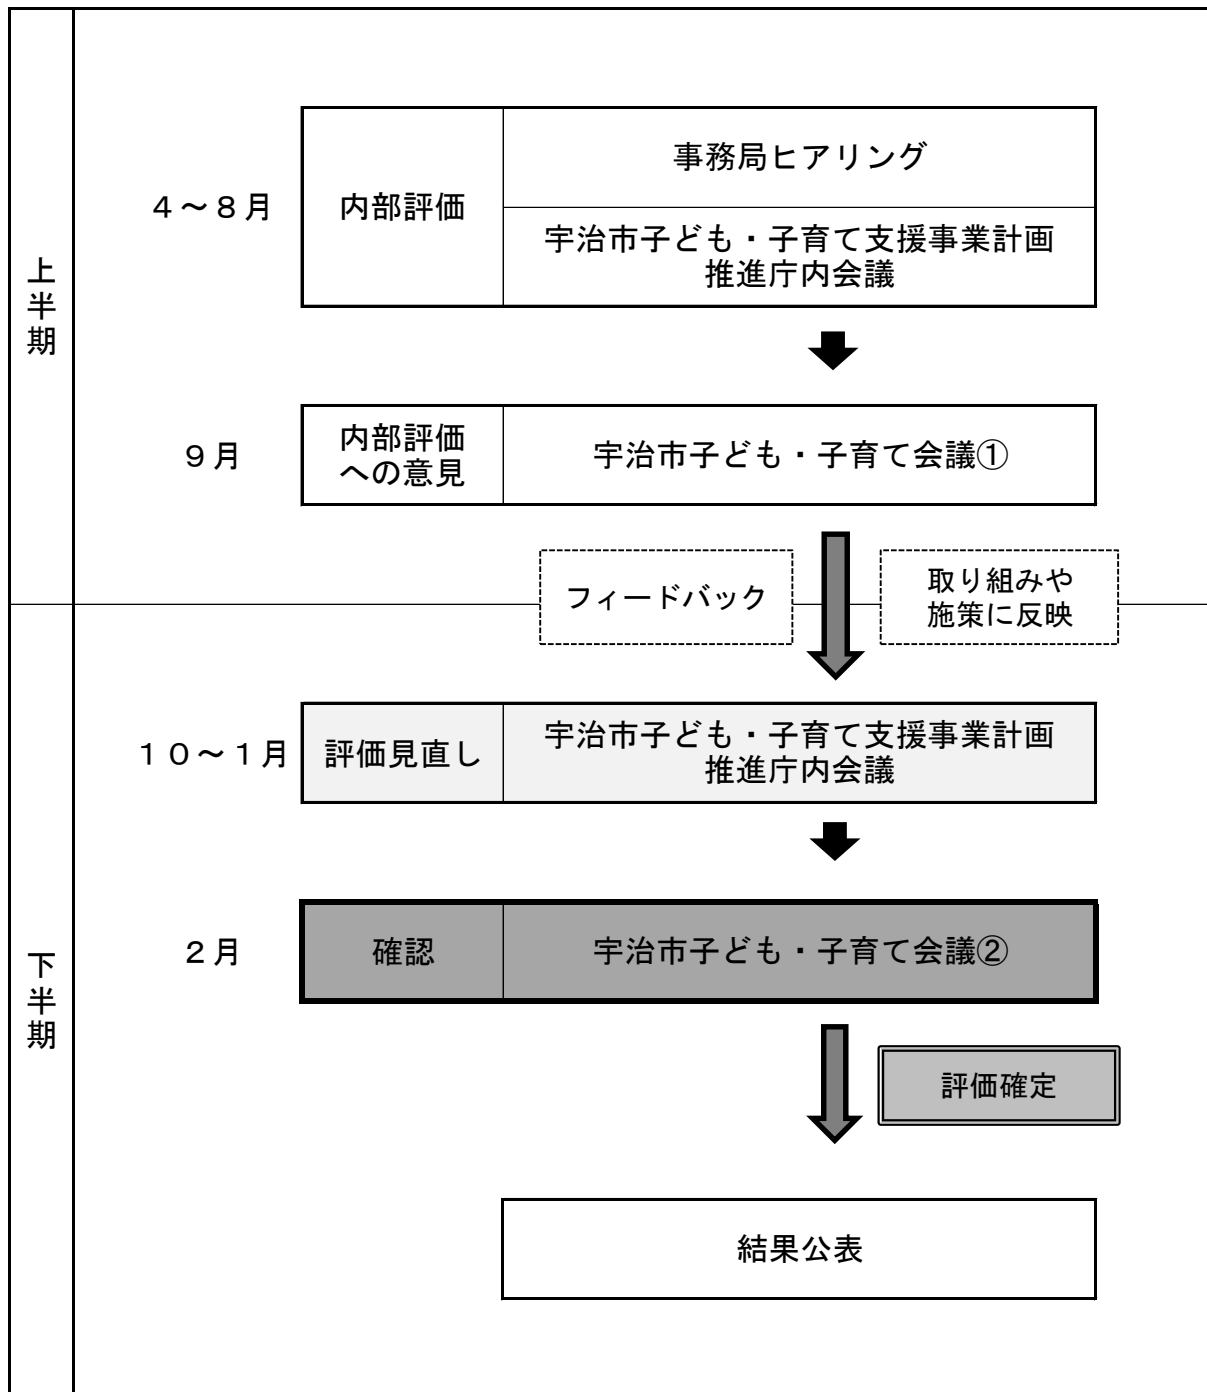 上半期
４～８月
内部評価
事務局ヒアリング
宇治市子ども・子育て支援事業計画
推進庁内会議
９月
内部評価
への意見
宇治市子ども・子育て会議①
フィードバック
取り組みや
施策に反映
下半期
１０～１月
評価見直し
宇治市子ども・子育て支援事業計画
推進庁内会議
２月
確認
宇治市子ども・子育て会議②
評価確定
結果公表